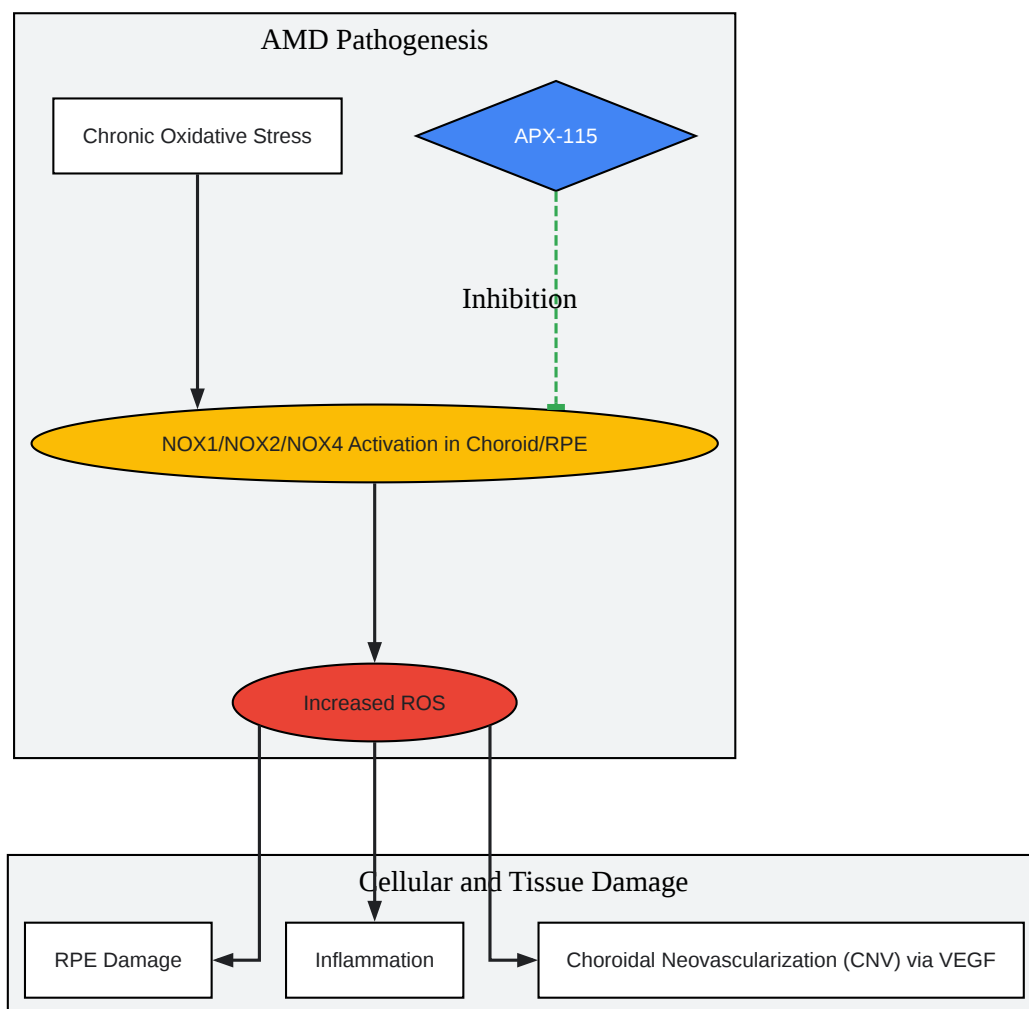 AMD Pathogenesis
Chronic Oxidative Stress
APX-115
Inhibition
NOX1/NOX2/NOX4 Activation in Choroid/RPE
Increased ROS
Cellular and Tissue Damage
RPE Damage
Inflammation
Choroidal Neovascularization (CNV) via VEGF